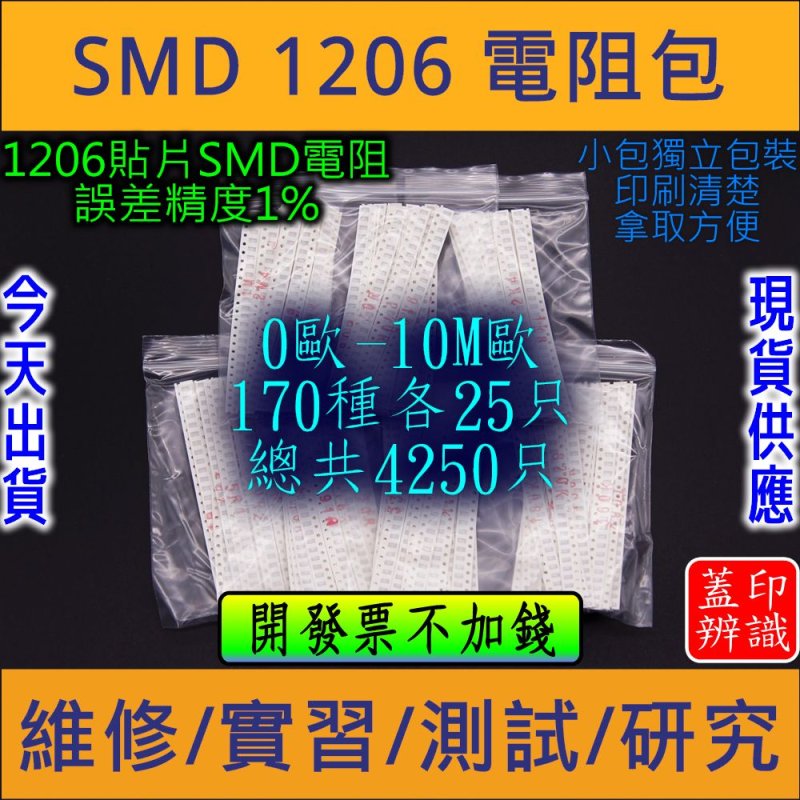 SMD 1206 電阻包
1206貼片SMD電阻
誤差精度1%
小包獨立包裝
印刷清楚
拿取方便
今天出貨
現貨供應
0歐-10M歐
170種各25只
總共4250只
開發票不加錢
蓋印
辨識
維修/實習/測試/研究